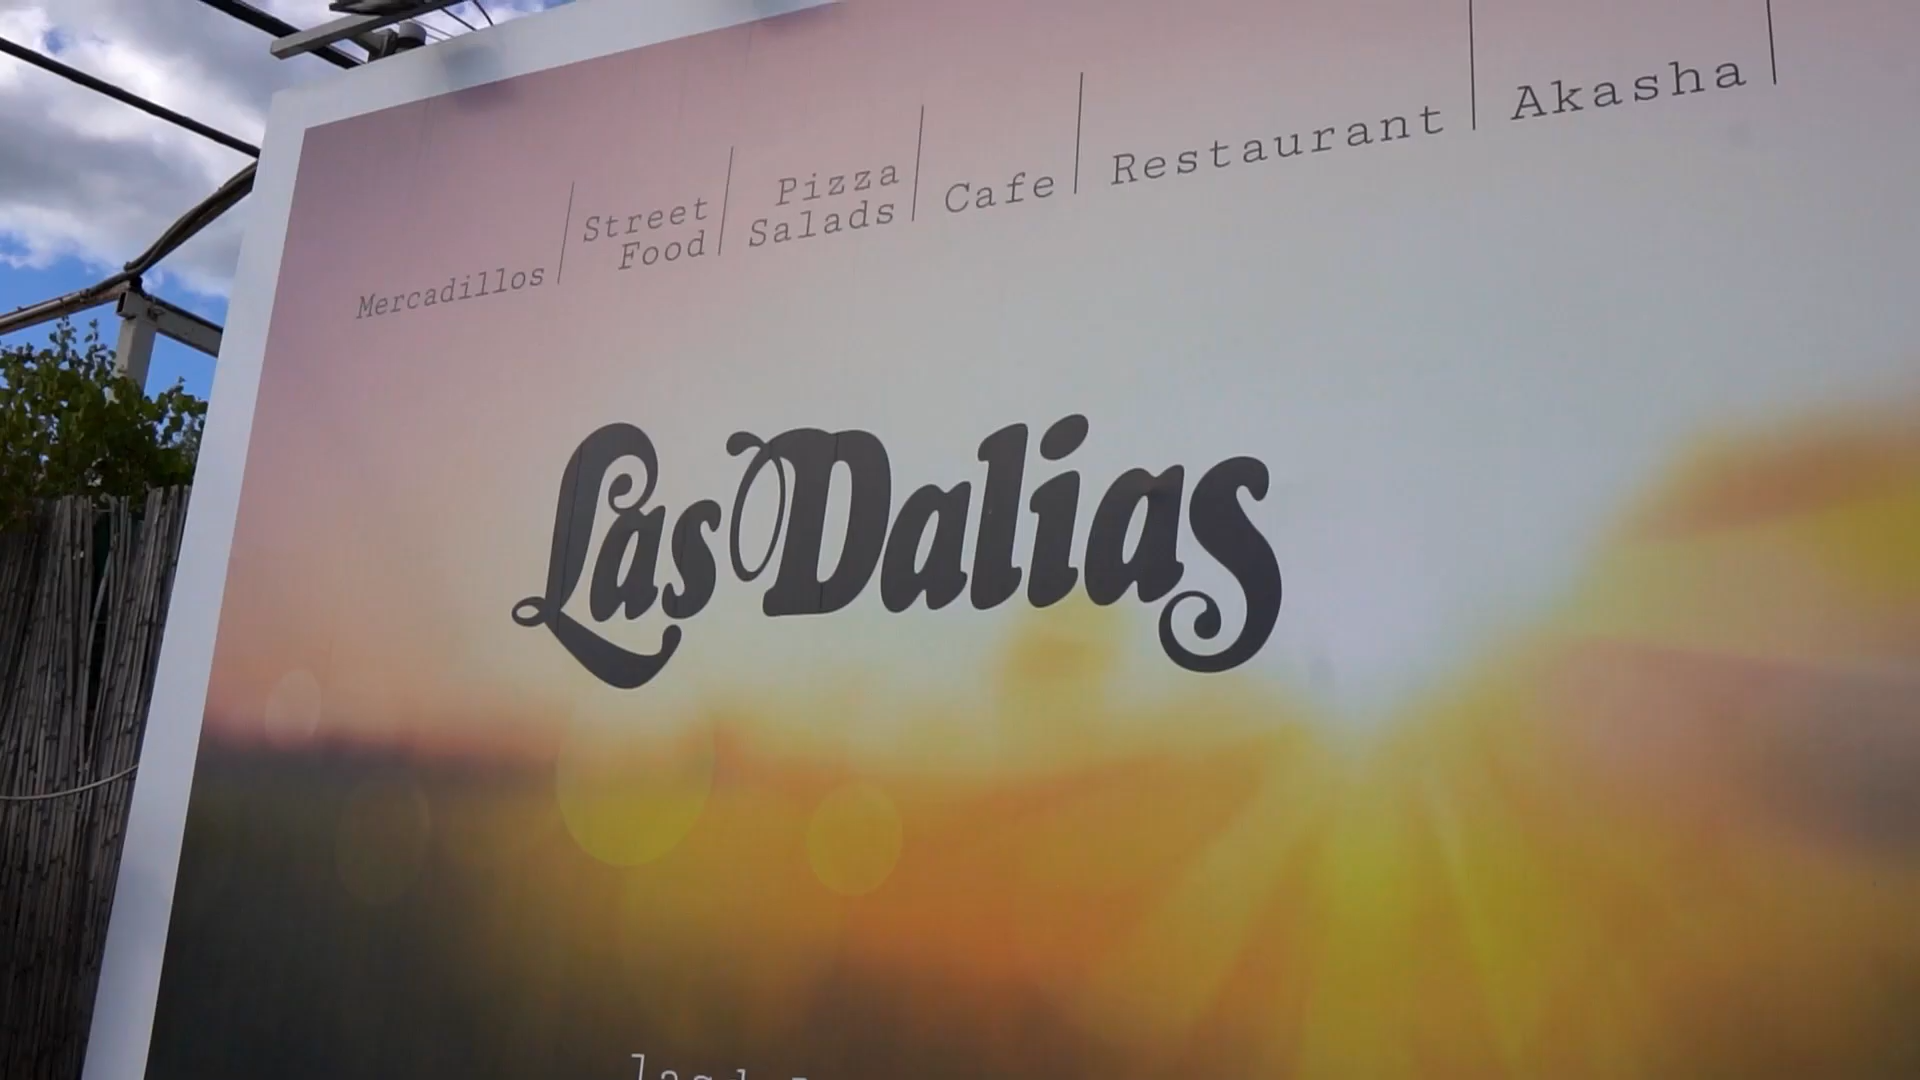 Mercadillos
Street
Food
Pizza
Salads
Cafe
Restaurant
Akasha
Las Dalias